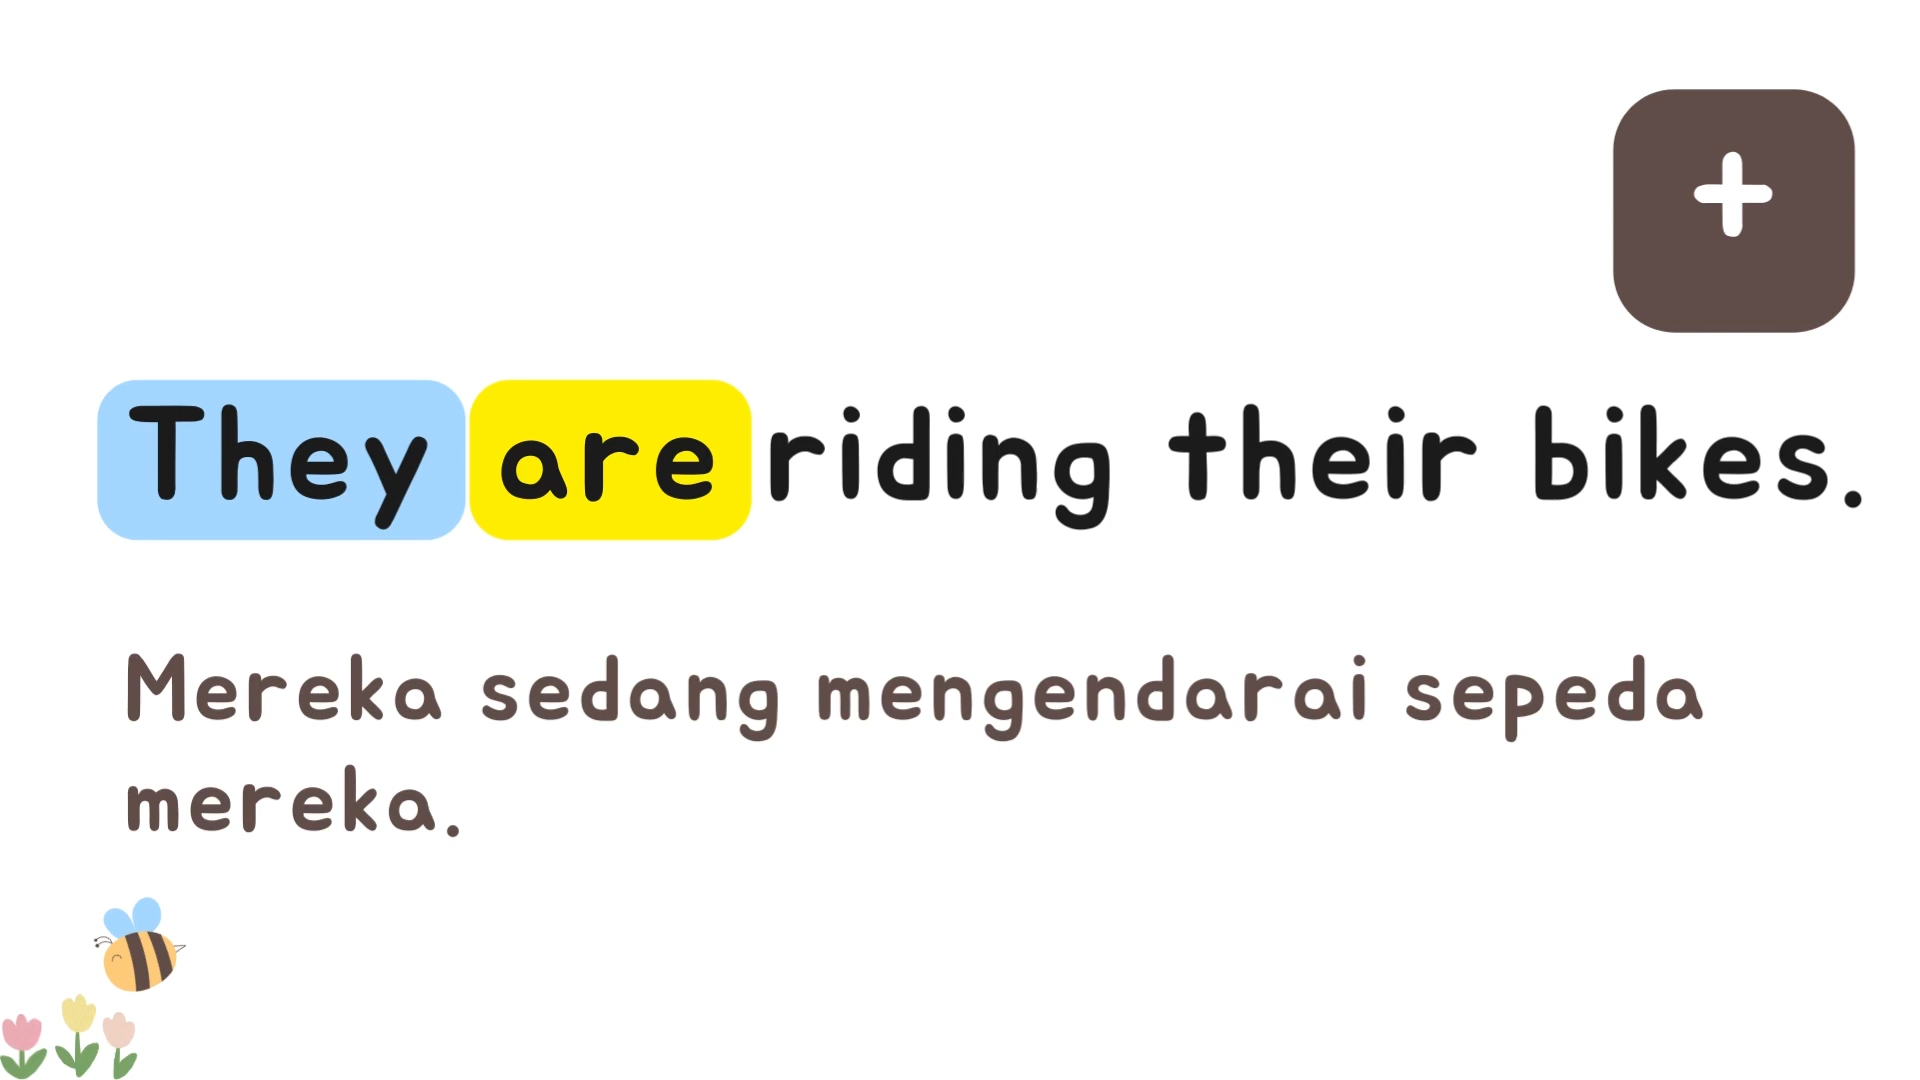 +
They are riding their bikes.
Mereka sedang mengendarai sepeda
mereka.